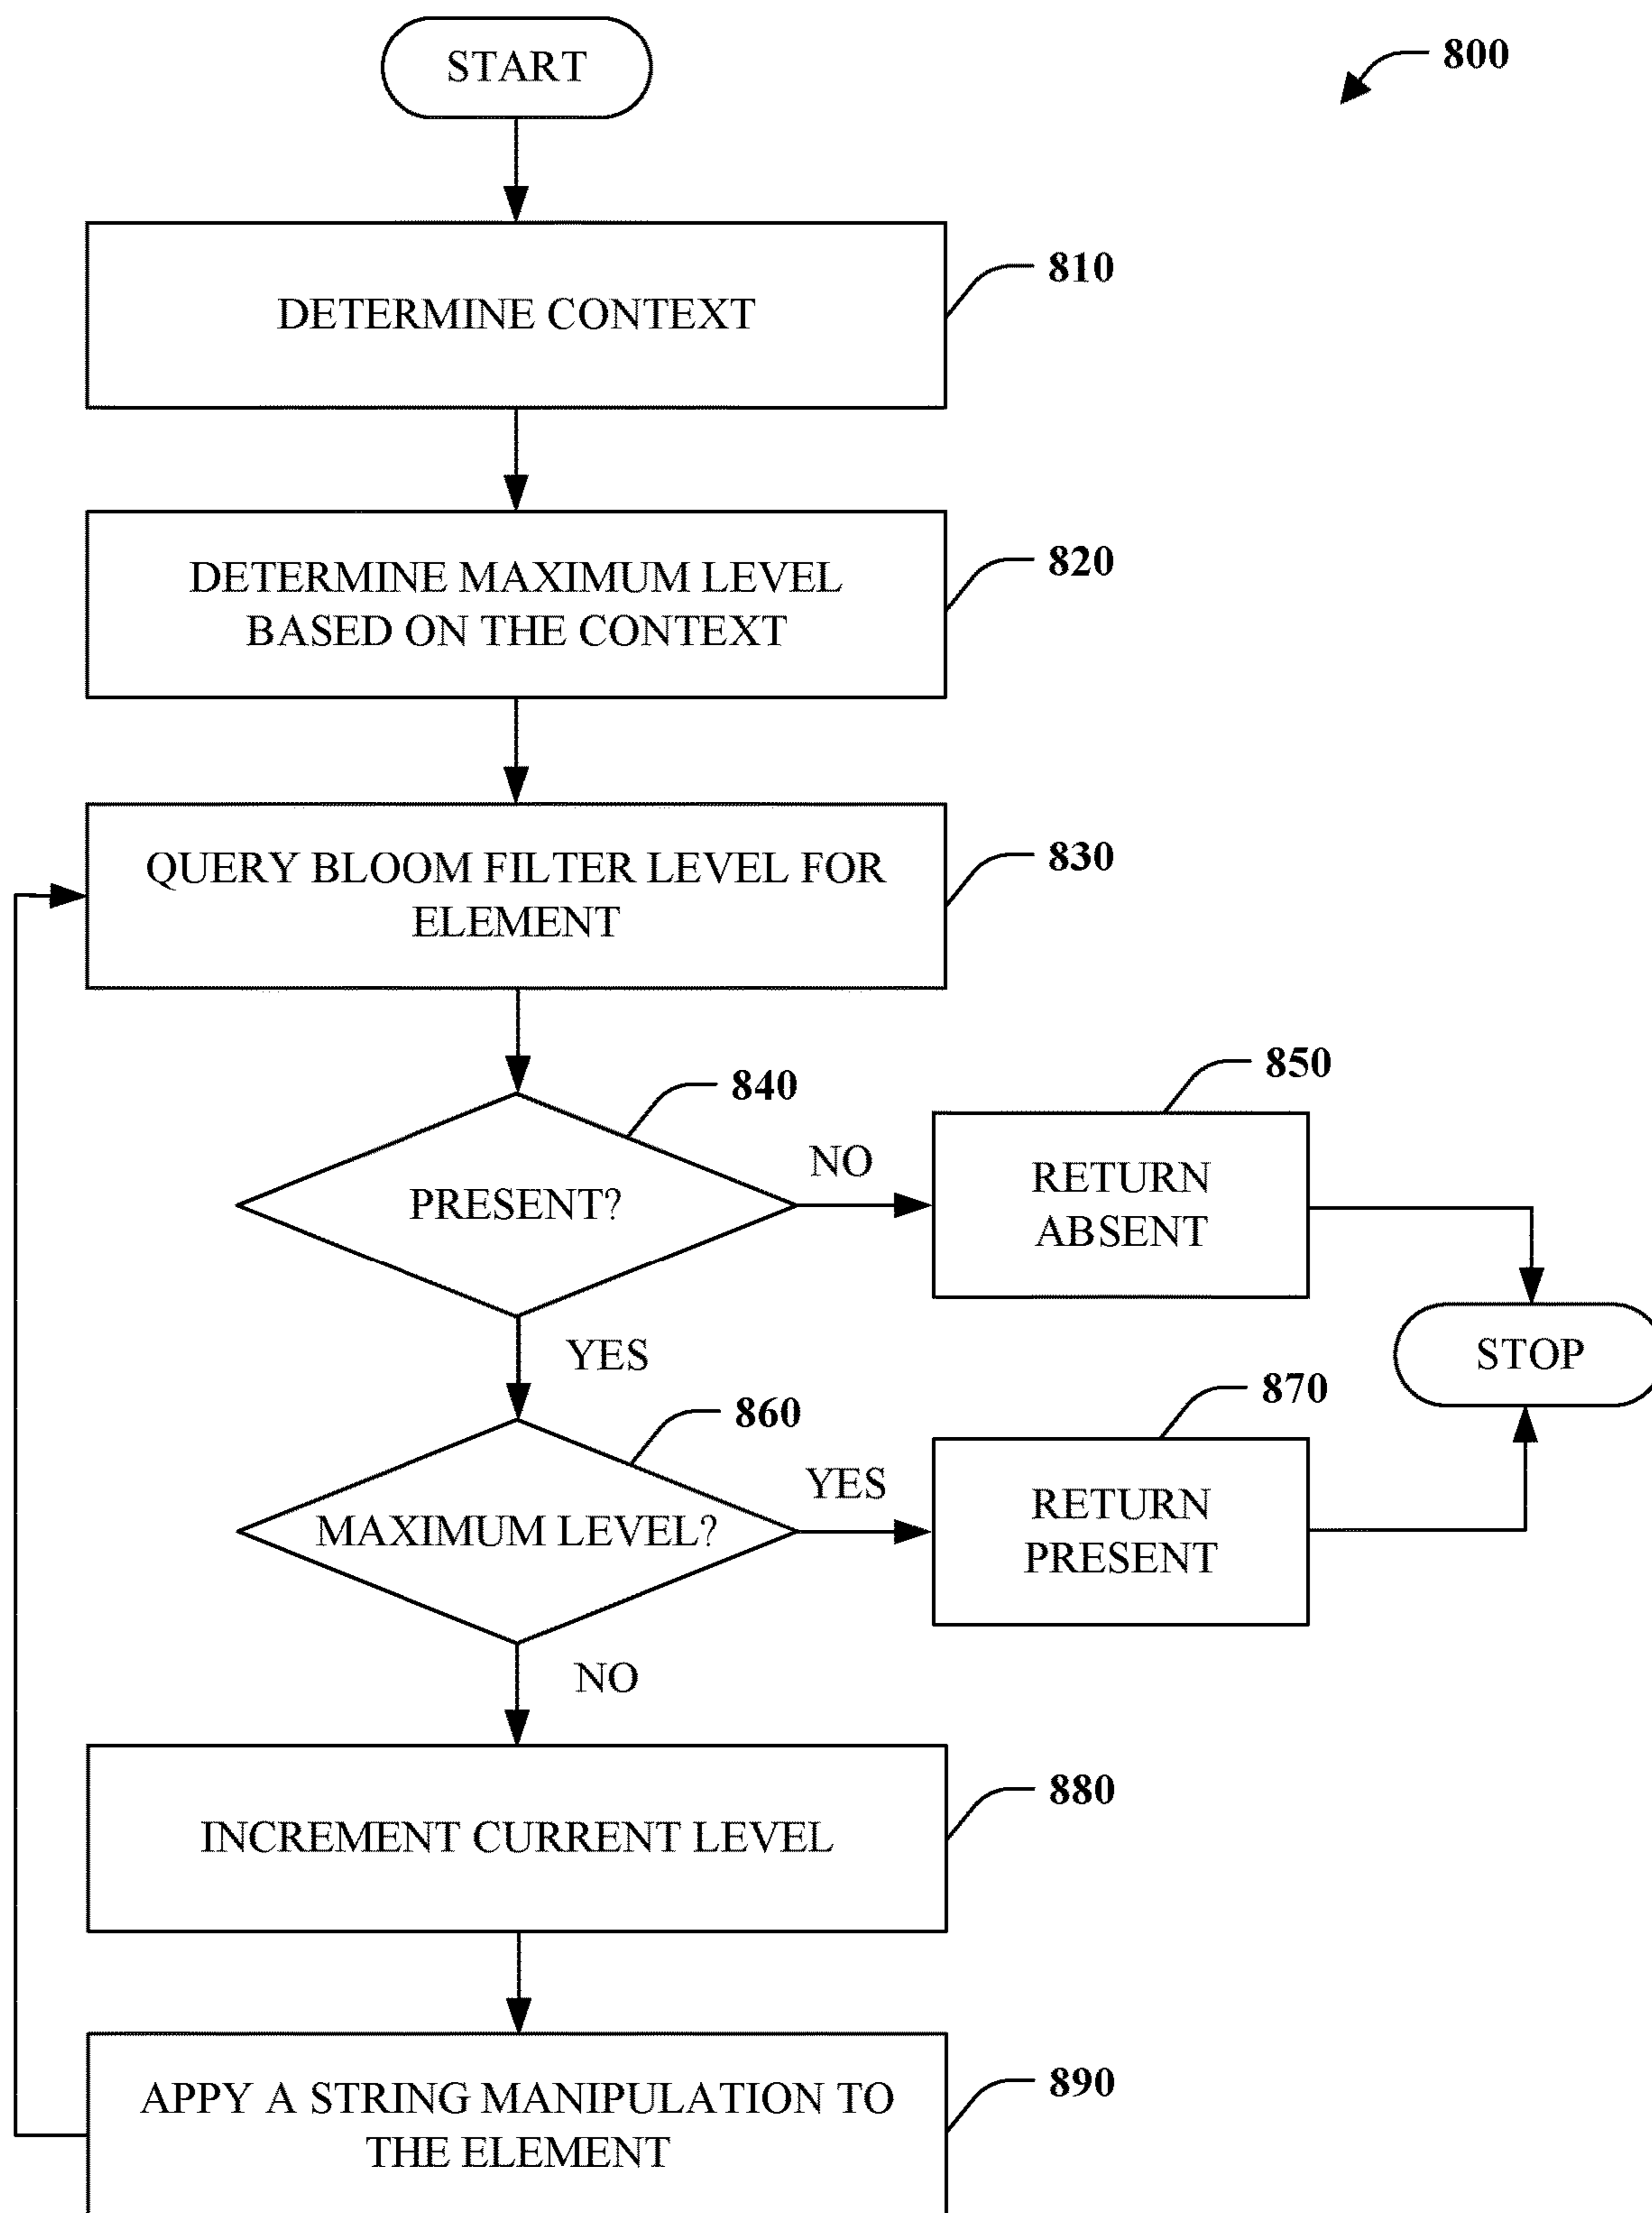 START
800
DETERMINE CONTEXT
810
DETERMINE MAXIMUM LEVEL
BASED ON THE CONTEXT
820
QUERY BLOOM FILTER LEVEL FOR
ELEMENT
830
PRESENT?
840
NO
RETURN
ABSENT
850
YES
STOP
MAXIMUM LEVEL?
860
YES
RETURN
PRESENT
870
NO
INCREMENT CURRENT LEVEL
880
APPY A STRING MANIPULATION TO
THE ELEMENT
890